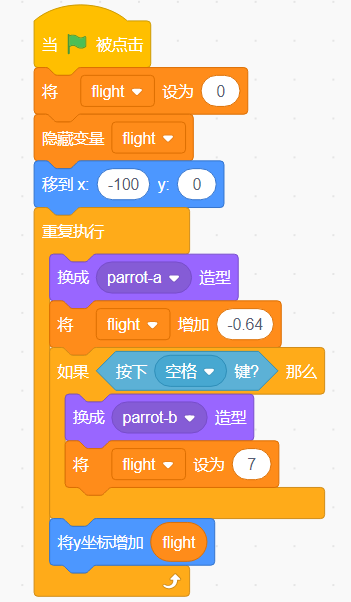 当 被点击
将 flight 设为 0
隐藏变量 flight
移到 x: -100 y: 0
重复执行
换成 parrot-a 造型
将 flight 增加 -0.64
如果 按下 空格 键? 那么
换成 parrot-b 造型
将 flight 设为 7
将y坐标增加 flight